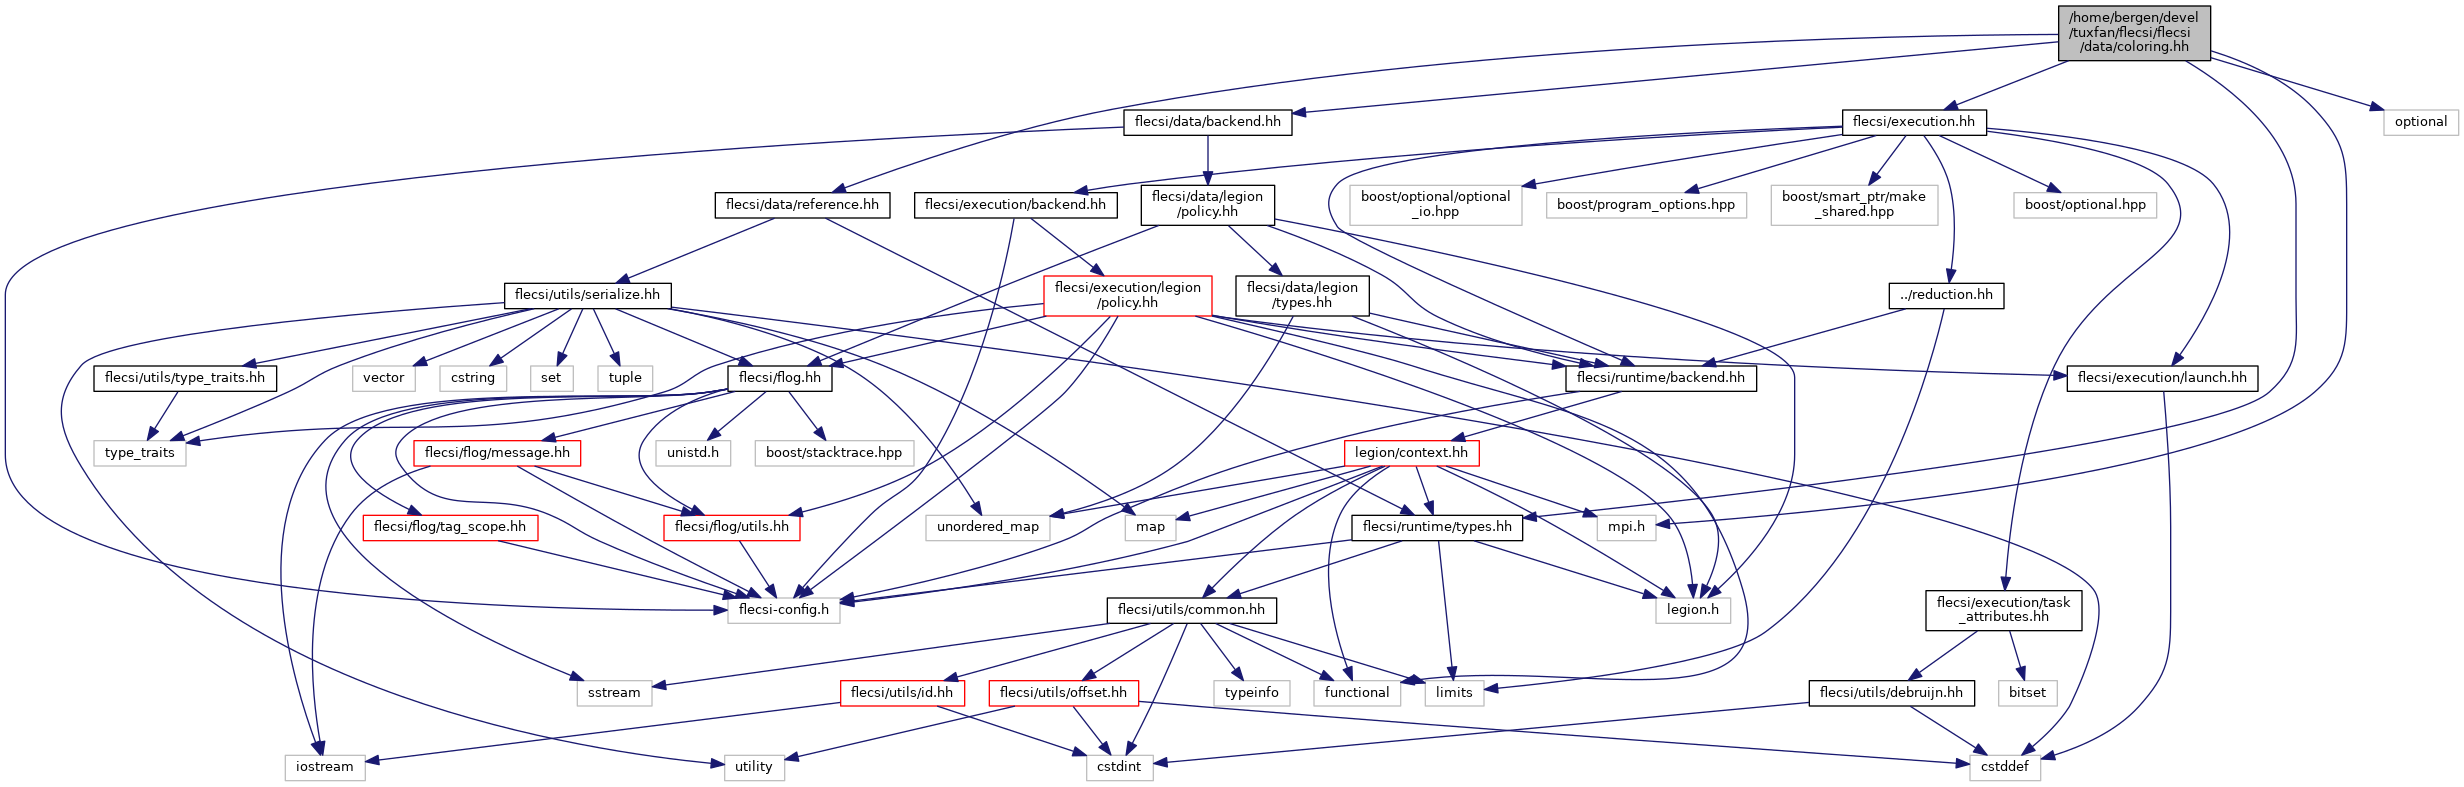 /home/bergen/devel
/tuxfan/flecsi/flecsi
/data/coloring.hh
flecsi/data/backend.hh
flecsi/execution.hh
optional
flecsi/data/reference.hh
flecsi/execution/backend.hh
flecsi/data/legion
/policy.hh
boost/optional/optional
_io.hpp
boost/program_options.hpp
boost/smart_ptr/make
_shared.hpp
boost/optional.hpp
flecsi/utils/serialize.hh
flecsi/execution/legion
/policy.hh
flecsi/data/legion
/types.hh
../reduction.hh
flecsi/utils/type_traits.hh
vector
cstring
set
tuple
flecsi/flog.hh
flecsi/runtime/backend.hh
flecsi/execution/launch.hh
type_traits
flecsi/flog/message.hh
unistd.h
boost/stacktrace.hpp
legion/context.hh
flecsi/flog/tag_scope.hh
flecsi/flog/utils.hh
unordered_map
map
flecsi/runtime/types.hh
mpi.h
flecsi-config.h
flecsi/utils/common.hh
legion.h
flecsi/execution/task
_attributes.hh
sstream
flecsi/utils/id.hh
flecsi/utils/offset.hh
typeinfo
functional
limits
flecsi/utils/debruijn.hh
bitset
iostream
utility
cstdint
cstddef